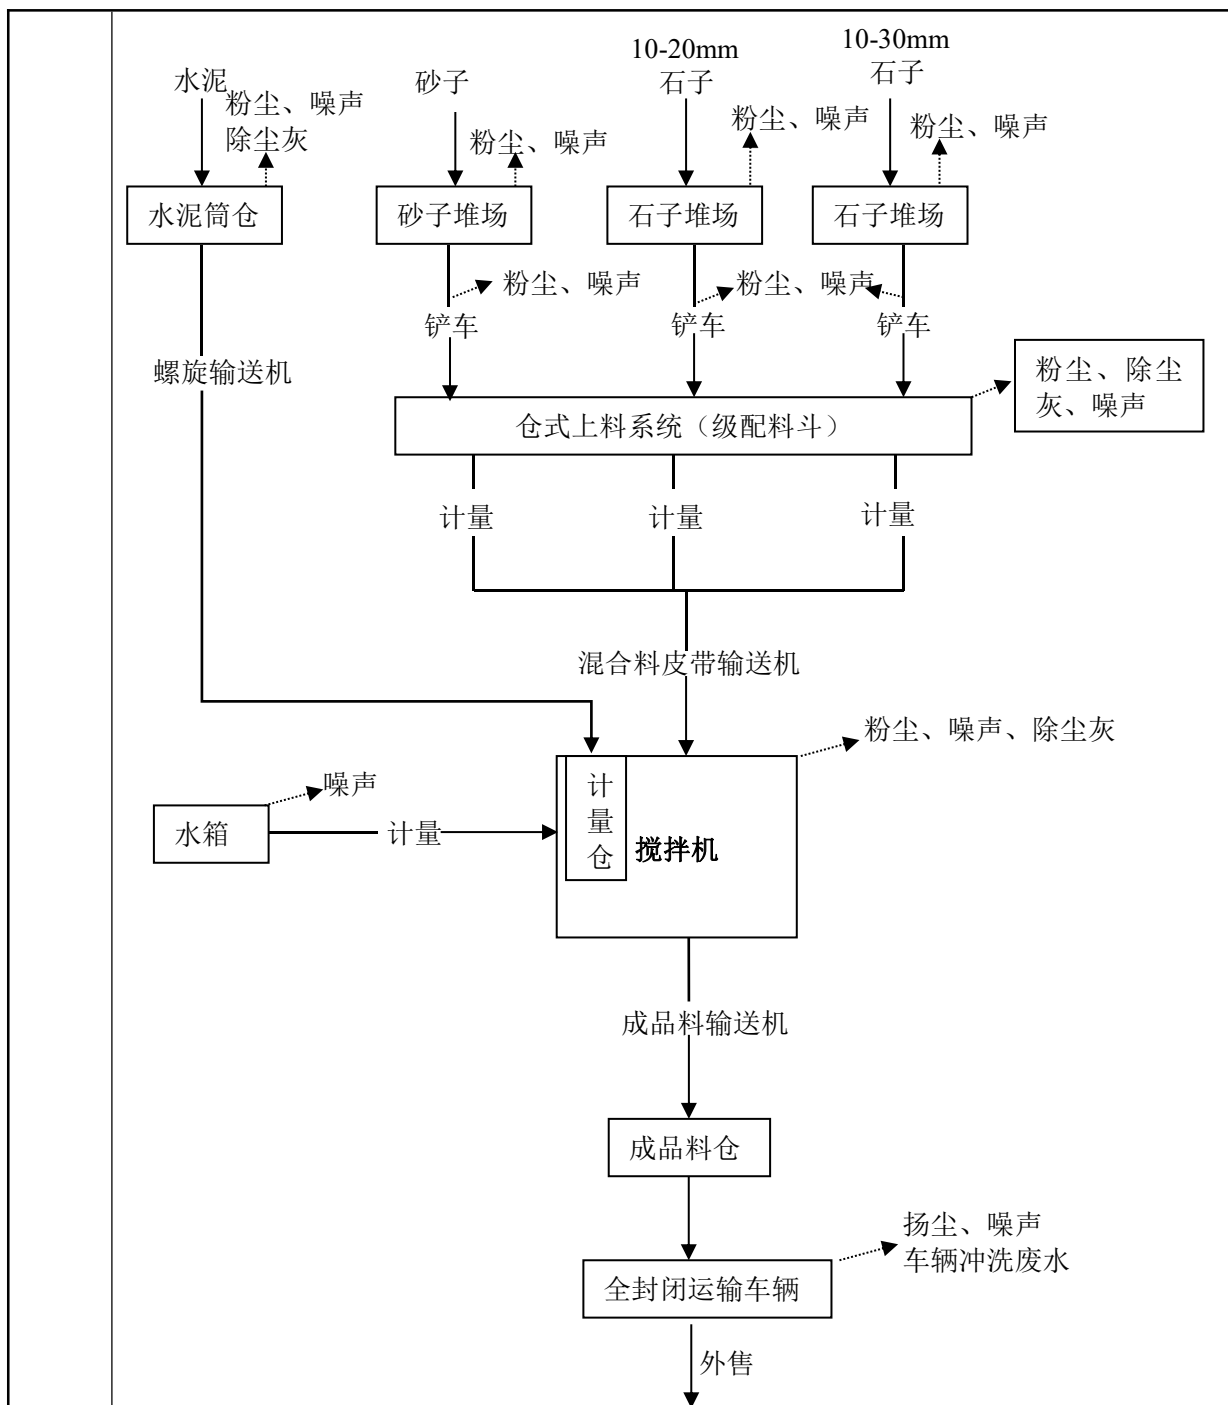 水泥
砂子
10-20mm
石子
10-30mm
石子
粉尘、噪声
除尘灰
粉尘、噪声
粉尘、噪声
粉尘、噪声
水泥筒仓
砂子堆场
石子堆场
石子堆场
粉尘、噪声
粉尘、噪声
铲车
铲车
铲车
螺旋输送机
粉尘、除尘
灰、噪声
仓式上料系统（级配料斗）
计量
计量
计量
混合料皮带输送机
粉尘、噪声、除尘灰
噪声
水箱
计量
计
量
仓
搅拌机
成品料输送机
成品料仓
扬尘、噪声
车辆冲洗废水
全封闭运输车辆
外售